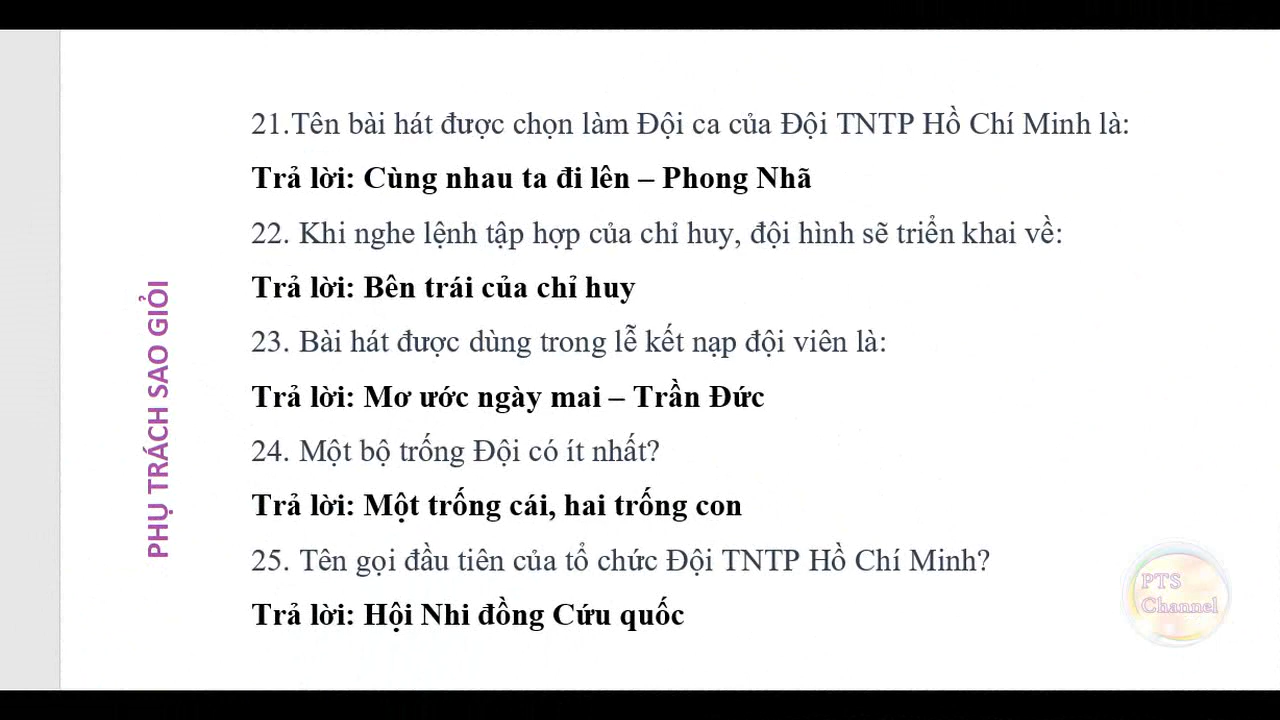 21.Tên bài hát được chọn làm Đội ca của Đội TNTP Hồ Chí Minh là:
Trả lời: Cùng nhau ta đi lên – Phong Nhã
22. Khi nghe lệnh tập hợp của chỉ huy, đội hình sẽ triển khai về:
Trả lời: Bên trái của chỉ huy
23. Bài hát được dùng trong lễ kết nạp đội viên là:
Trả lời: Mơ ước ngày mai – Trần Đức
24. Một bộ trống Đội có ít nhất?
Trả lời: Một trống cái, hai trống con
25. Tên gọi đầu tiên của tổ chức Đội TNTP Hồ Chí Minh?
Trả lời: Hội Nhi đồng Cứu quốc
PHỤ TRÁCH SAO GIỎI
PTS
Channel